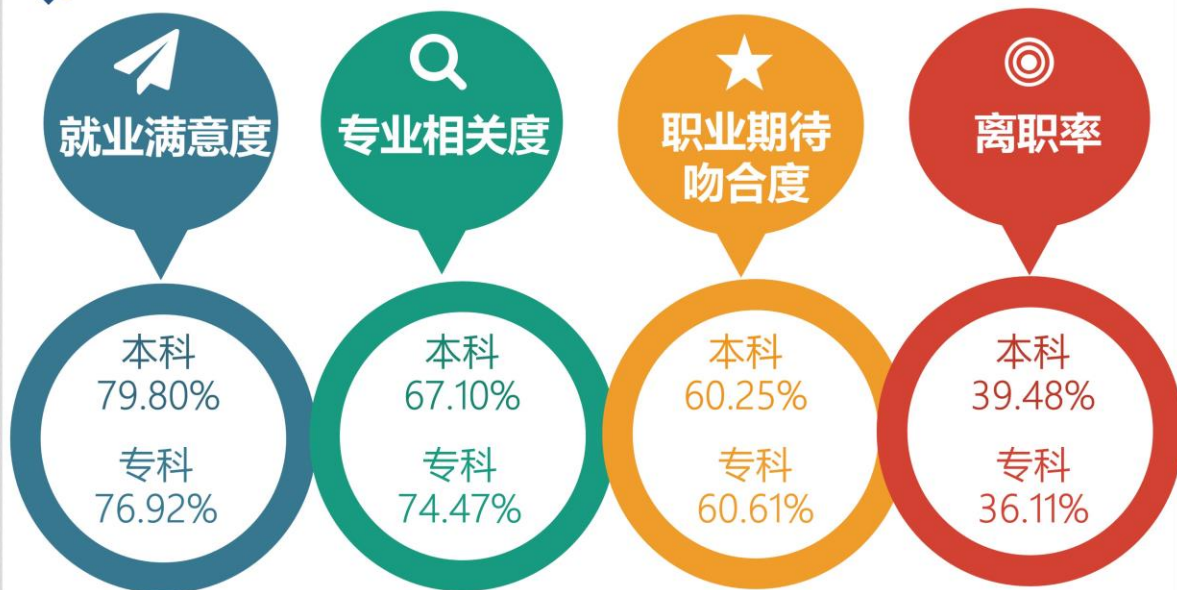 就业满意度
专业相关度
职业期待
吻合度
离职率
本科
79.80%
专科
76.92%
本科
67.10%
专科
74.47%
本科
60.25%
专科
60.61%
本科
39.48%
专科
36.11%